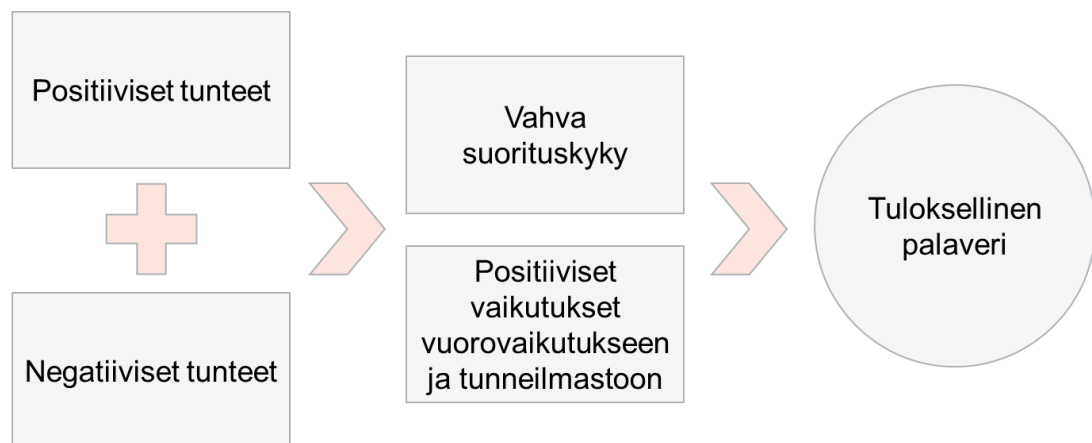 Positiiviset tunteet
Negatiiviset tunteet
Vahva
suorituskyky
Positiiviset
vaikutukset
vuorovaikutukseen
ja tunneilmastoon
Tuloksellinen
palaveri